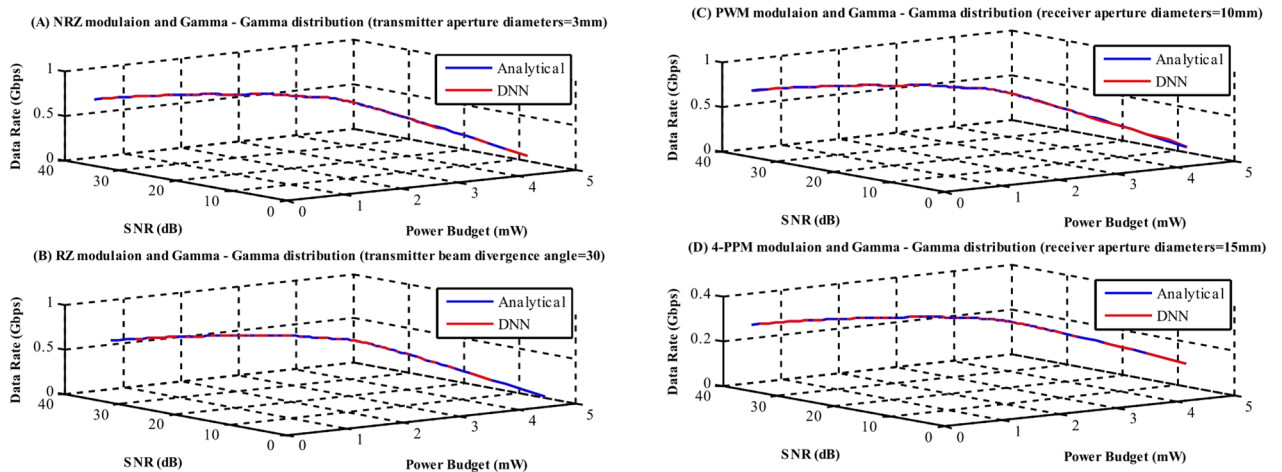 (A) NRZ modulaion and Gamma - Gamma distribution (transmitter aperture diameters=3mm)
Data Rate (Gbps)
1
0.5
0
40
30
20
10
0
SNR (dB)
0
1
2
3
4
5
Power Budget (mW)
Analytical
DNN
(B) RZ modulaion and Gamma - Gamma distribution (transmitter beam divergence angle=30)
Data Rate (Gbps)
1
0.5
0
40
30
20
10
0
SNR (dB)
0
1
2
3
4
5
Power Budget (mW)
Analytical
DNN
(C) PWM modulaion and Gamma - Gamma distribution (receiver aperture diameters=10mm)
Data Rate (Gbps)
1
0.5
0
40
30
20
10
0
SNR (dB)
0
1
2
3
4
5
Power Budget (mW)
Analytical
DNN
(D) 4-PPM modulaion and Gamma - Gamma distribution (receiver aperture diameters=15mm)
Data Rate (Gbps)
0.4
0.2
0
40
30
20
10
0
SNR (dB)
0
1
2
3
4
5
Power Budget (mW)
Analytical
DNN